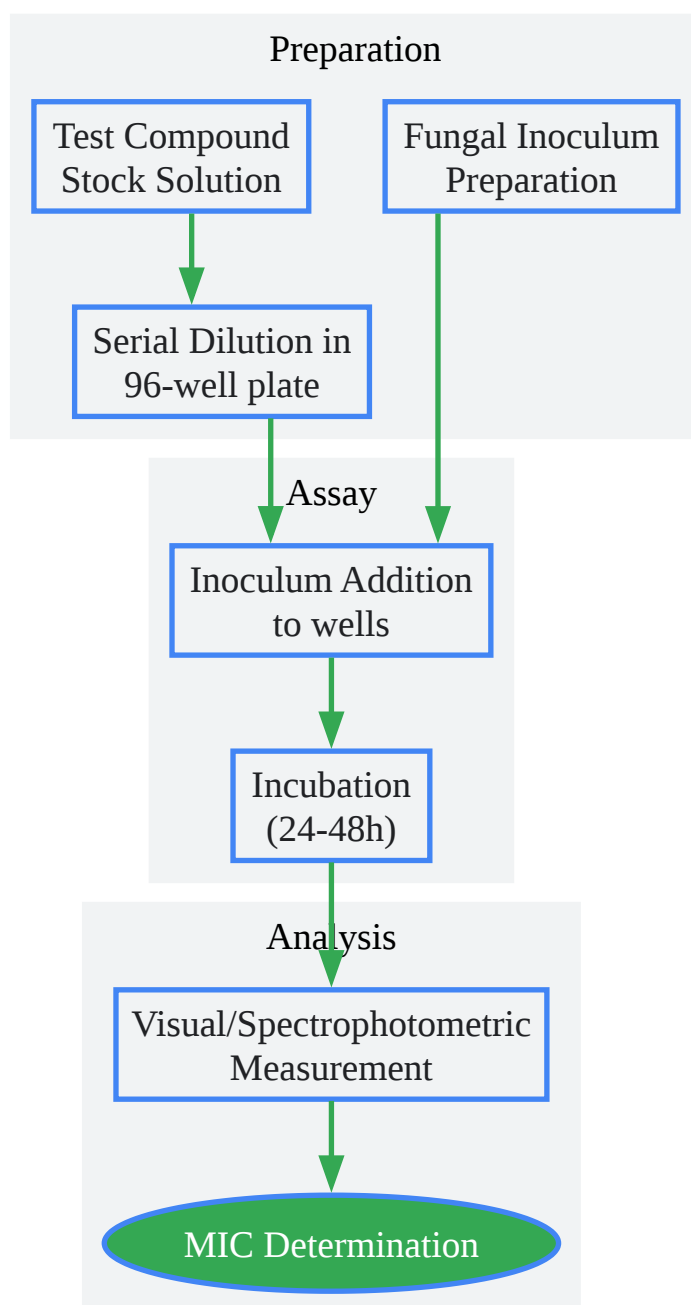 Preparation
Test Compound
Stock Solution
Fungal Inoculum
Preparation
Serial Dilution in
96-well plate
Assay
Inoculum Addition
to wells
Incubation
(24-48h)
Analysis
Visual/Spectrophotometric
Measurement
MIC Determination